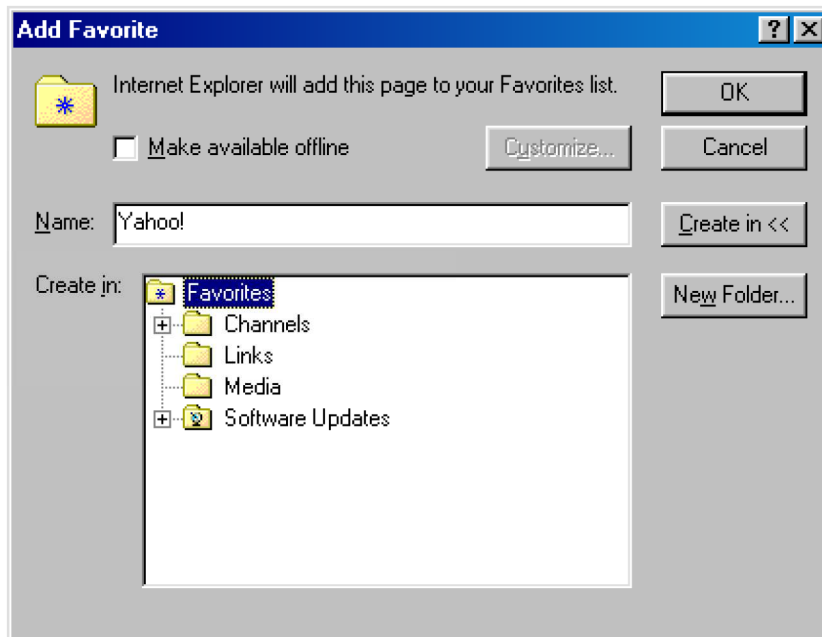 Add Favorite
Internet Explorer will add this page to your Favorites list.
OK
Make available offline
Customize...
Cancel
Name:
Yahoo!
Create in <<
Create in:
Favorites
New Folder...
Channels
Links
Media
Software Updates